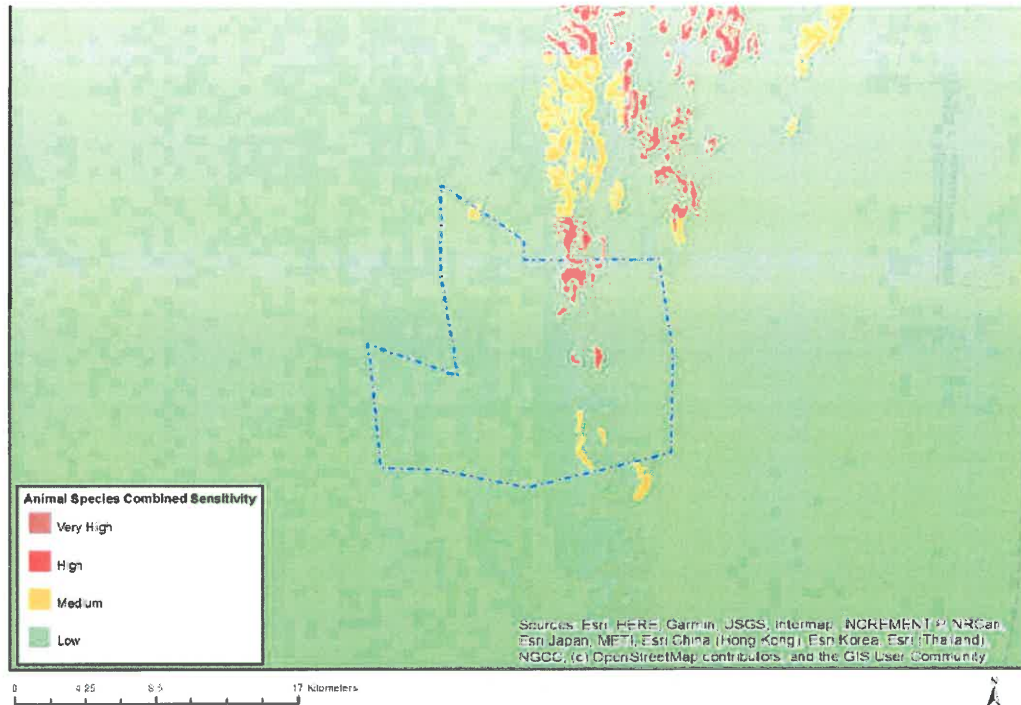 Animal Species Combined Sensitivity
Very High
High
Medium
Low
Sources: Esri, HERE, Garmin, USGS, Intermap, INCREMENT P, NRCan,
Esri Japan, METI, Esri China (Hong Kong), Esri Korea, Esri (Thailand),
NGCC, (c) OpenStreetMap contributors, and the GIS User Community
0 4.25 8.5 17 Kilometers
N